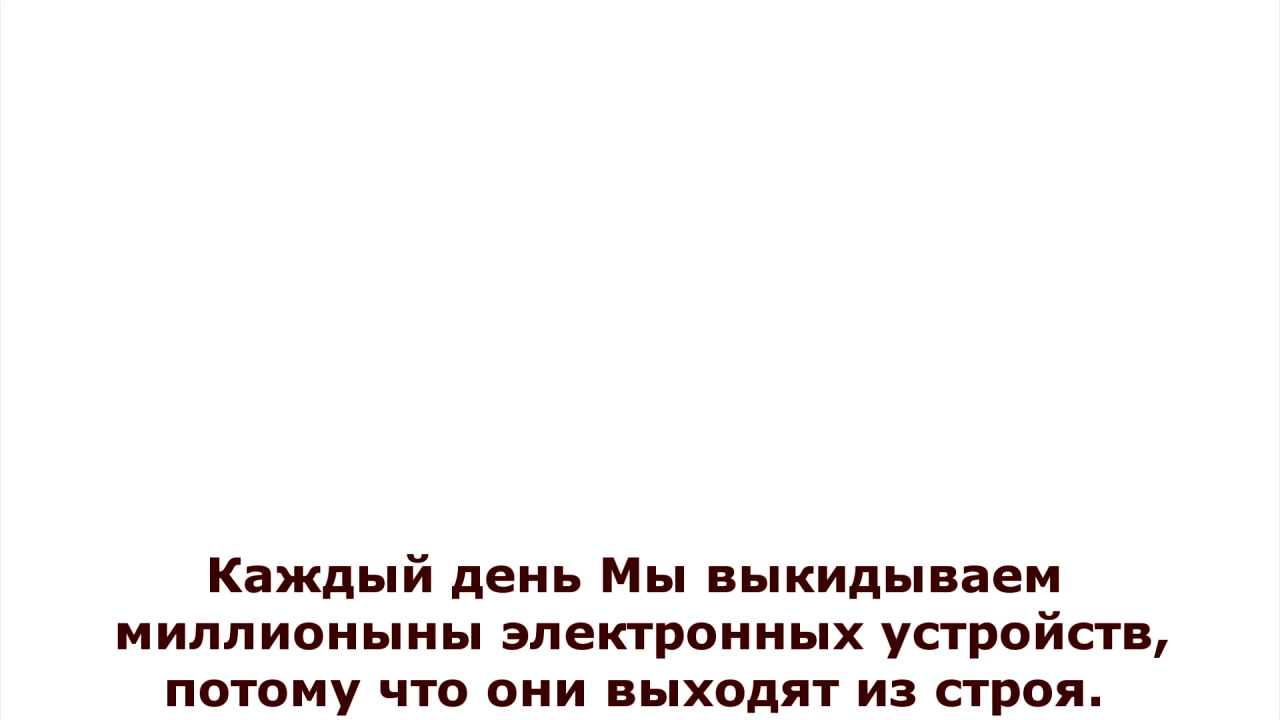 Каждый день Мы выкидываем
миллионыны электронных устройств,
потому что они выходят из строя.